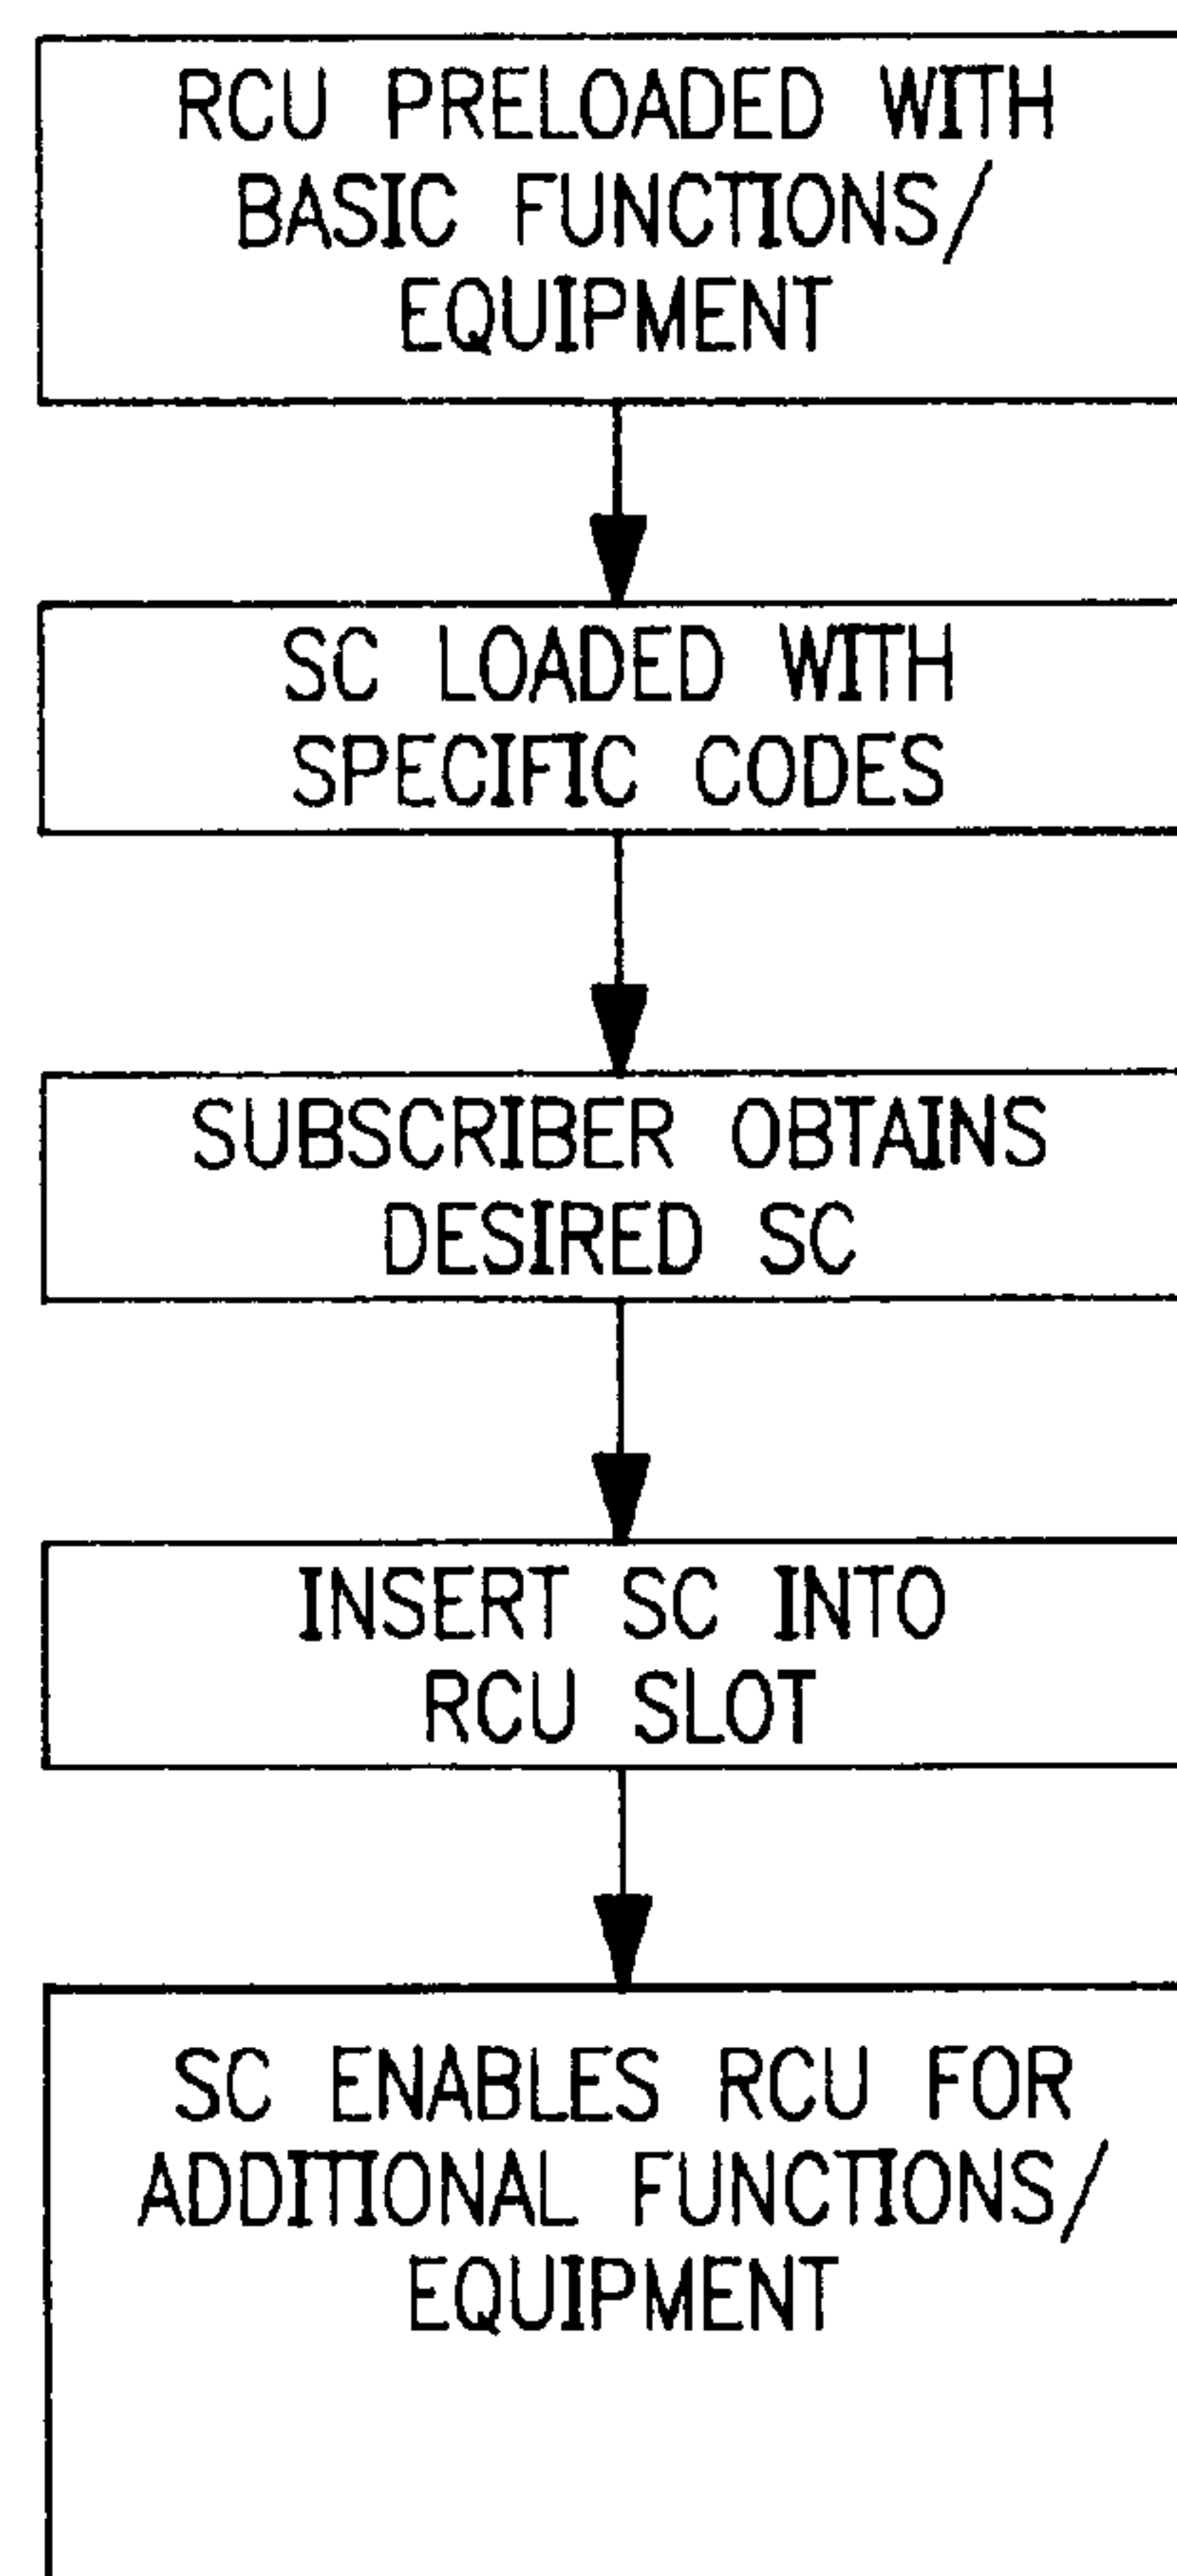 RCU PRELOADED WITH
BASIC FUNCTIONS/
EQUIPMENT
SC LOADED WITH
SPECIFIC CODES
SUBSCRIBER OBTAINS
DESIRED SC
INSERT SC INTO
RCU SLOT
SC ENABLES RCU FOR
ADDITIONAL FUNCTIONS/
EQUIPMENT